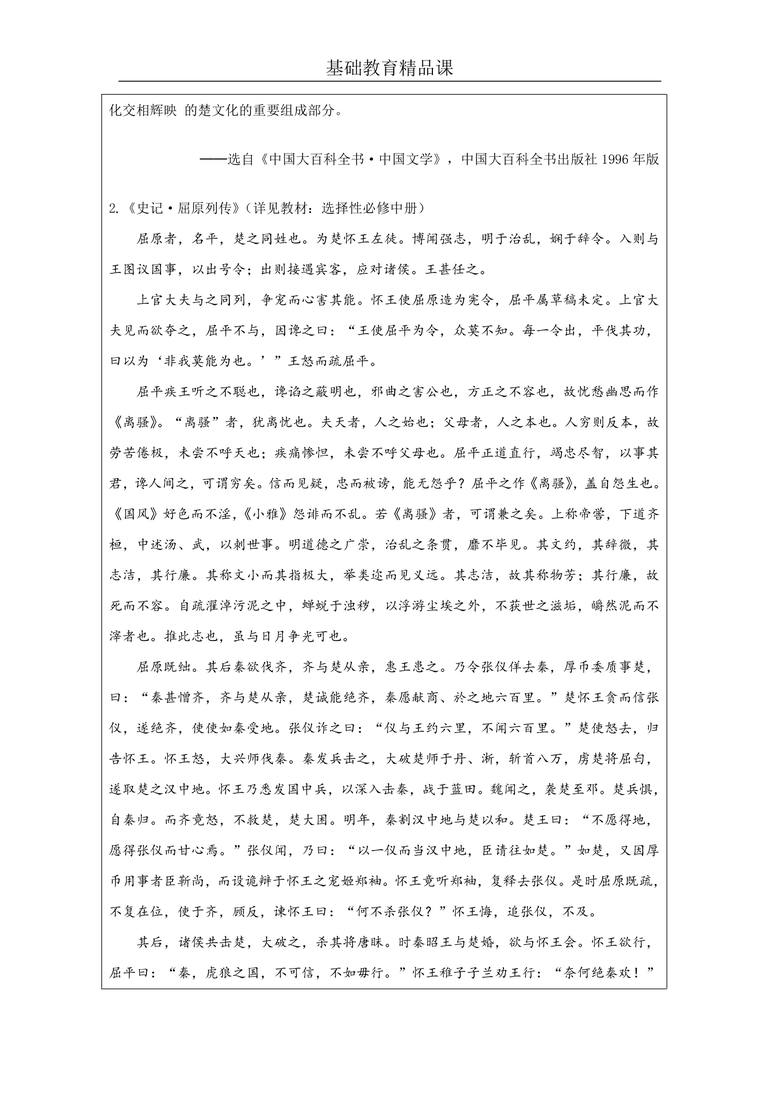 基础教育精品课
化交相辉映 的楚文化的重要组成部分。
——选自《中国大百科全书·中国文学》，中国大百科全书出版社 1996 年版
2.《史记·屈原列传》（详见教材：选择性必修中册）
屈原者，名平，楚之同姓也。为楚怀王左徒。博闻强志，明于治乱，娴于辞令。入则与
王图议国事，以出号令；出则接遇宾客，应对诸侯。王甚任之。
上官大夫与之同列，争宠而心害其能。怀王使屈原造为宪令，屈平属草稿未定。上官大
夫见而欲夺之，屈平不与，因谗之曰：“王使屈平为令，众莫不知。每一令出，平伐其功，
曰以为‘非我莫能为也。’”王怒而疏屈平。
屈平疾王听之不聪也，谗谄之蔽明也，邪曲之害公也，方正之不容也，故忧愁幽思而作
《离骚》。“离骚”者，犹离忧也。夫天者，人之始也；父母者，人之本也。人穷则反本，故
劳苦倦极，未尝不呼天也；疾痛惨怛，未尝不呼父母也。屈平正道直行，竭忠尽智，以事其
君，谗人间之，可谓穷矣。信而见疑，忠而被谤，能无怨乎？屈平之作《离骚》，盖自怨生也。
《国风》好色而不淫，《小雅》怨诽而不乱。若《离骚》者，可谓兼之矣。上称帝喾，下道齐
桓，中述汤、武，以刺世事。明道德之广崇，治乱之条贯，靡不毕见。其文约，其辞微，其
志洁，其行廉。其称文小而其指极大，举类迩而见义远。其志洁，故其称物芳；其行廉，故
死而不容。自疏濯淖污泥之中，蝉蜕于浊秽，以浮游尘埃之外，不获世之滋垢，皭然泥而不
滓者也。推此志也，虽与日月争光可也。
屈原既绌。其后秦欲伐齐，齐与楚从亲，惠王患之。乃令张仪佯去秦，厚币委质事楚，
曰：“秦甚憎齐，齐与楚从亲，楚诚能绝齐，秦愿献商、於之地六百里。”楚怀王贪而信张
仪，遂绝齐，使使如秦受地。张仪诈之曰：“仪与王约六里，不闻六百里。”楚使怒去，归
告怀王。怀王怒，大兴师伐秦。秦发兵击之，大破楚师于丹、淅，斩首八万，虏楚将屈匄，
遂取楚之汉中地。怀王乃悉发国中兵，以深入击秦，战于蓝田。魏闻之，袭楚至邓。楚兵惧，
自秦归。而齐竟怒，不救楚，楚大困。明年，秦割汉中地与楚以和。楚王曰：“不愿得地，
愿得张仪而甘心焉。”张仪闻，乃曰：“以一仪而当汉中地，臣请往如楚。”如楚，又因厚
币用事者臣靳尚，而设诡辩于怀王之宠姬郑袖。怀王竟听郑袖，复释去张仪。是时屈原既疏，
不复在位，使于齐，顾反，谏怀王曰：“何不杀张仪？”怀王悔，追张仪，不及。
其后，诸侯共击楚，大破之，杀其将唐眜。时秦昭王与楚婚，欲与怀王会。怀王欲行，
屈平曰：“秦，虎狼之国，不可信，不如毋行。”怀王稚子子兰劝王行：“奈何绝秦欢！”